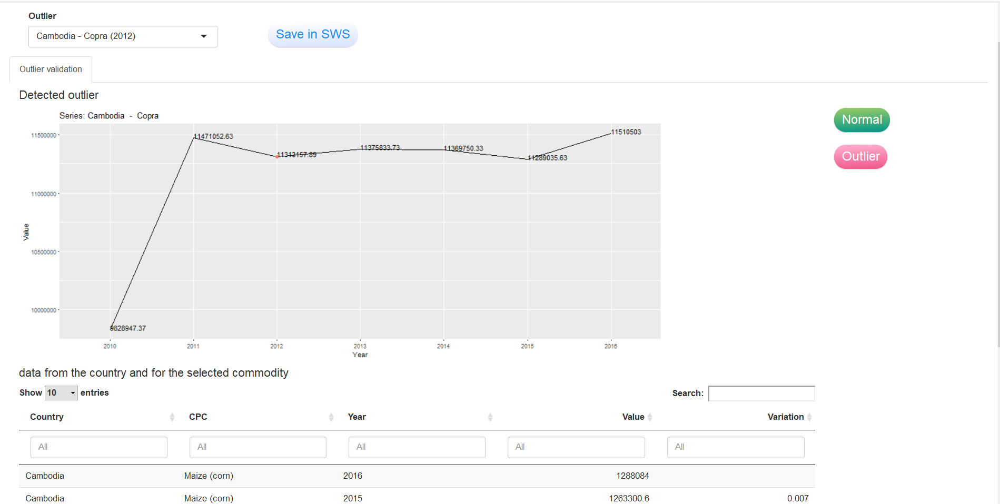 Outlier
Cambodia - Copra (2012)
Save in SWS
Outlier validation
Detected outlier
Series: Cambodia - Copra
Normal
Outlier
11500000
11000000
10500000
10000000
Value
9828947.37
11471052.63
11313157.89
11375833.73
11369750.33
11289035.63
11510503
2010 2011 2012 2013 2014 2015 2016
Year
data from the country and for the selected commodity
Show 10 entries Search:
Country CPC Year Value Variation
All All All All All
Cambodia Maize (corn) 2016 1288084
Cambodia Maize (corn) 2015 1263300.6 0.007